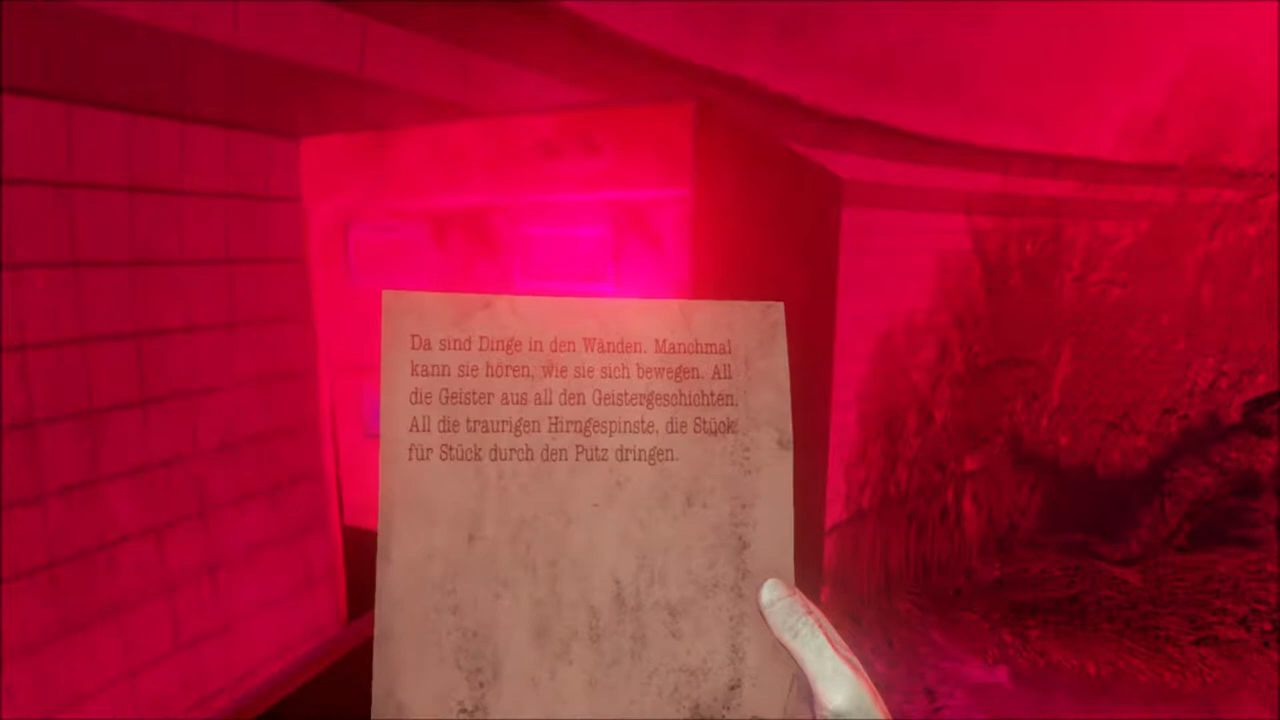 Da sind Dinge in den Wänden. Manchmal
kann sie hören, wie sie sich bewegen. All
die Geister aus all den Geistergeschichten.
All die traurigen Hirngespinste, die Stück
für Stück durch den Putz dringen.